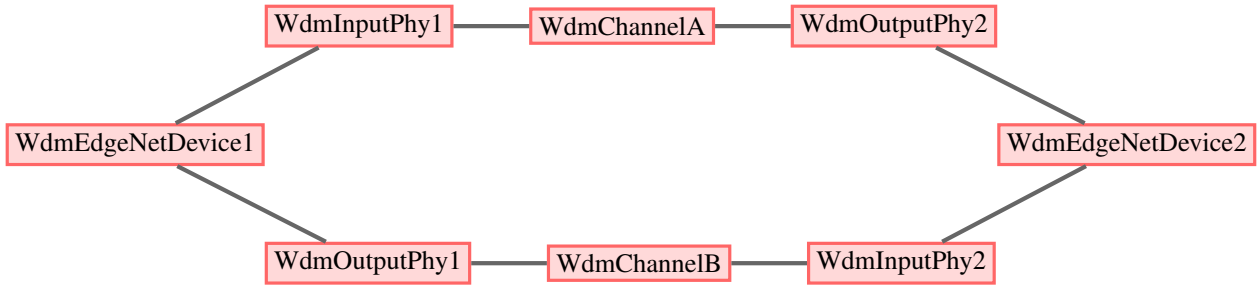 WdmInputPhy1
WdmChannelA
WdmOutputPhy2
WdmEdgeNetDevice1
WdmEdgeNetDevice2
WdmOutputPhy1
WdmChannelB
WdmInputPhy2